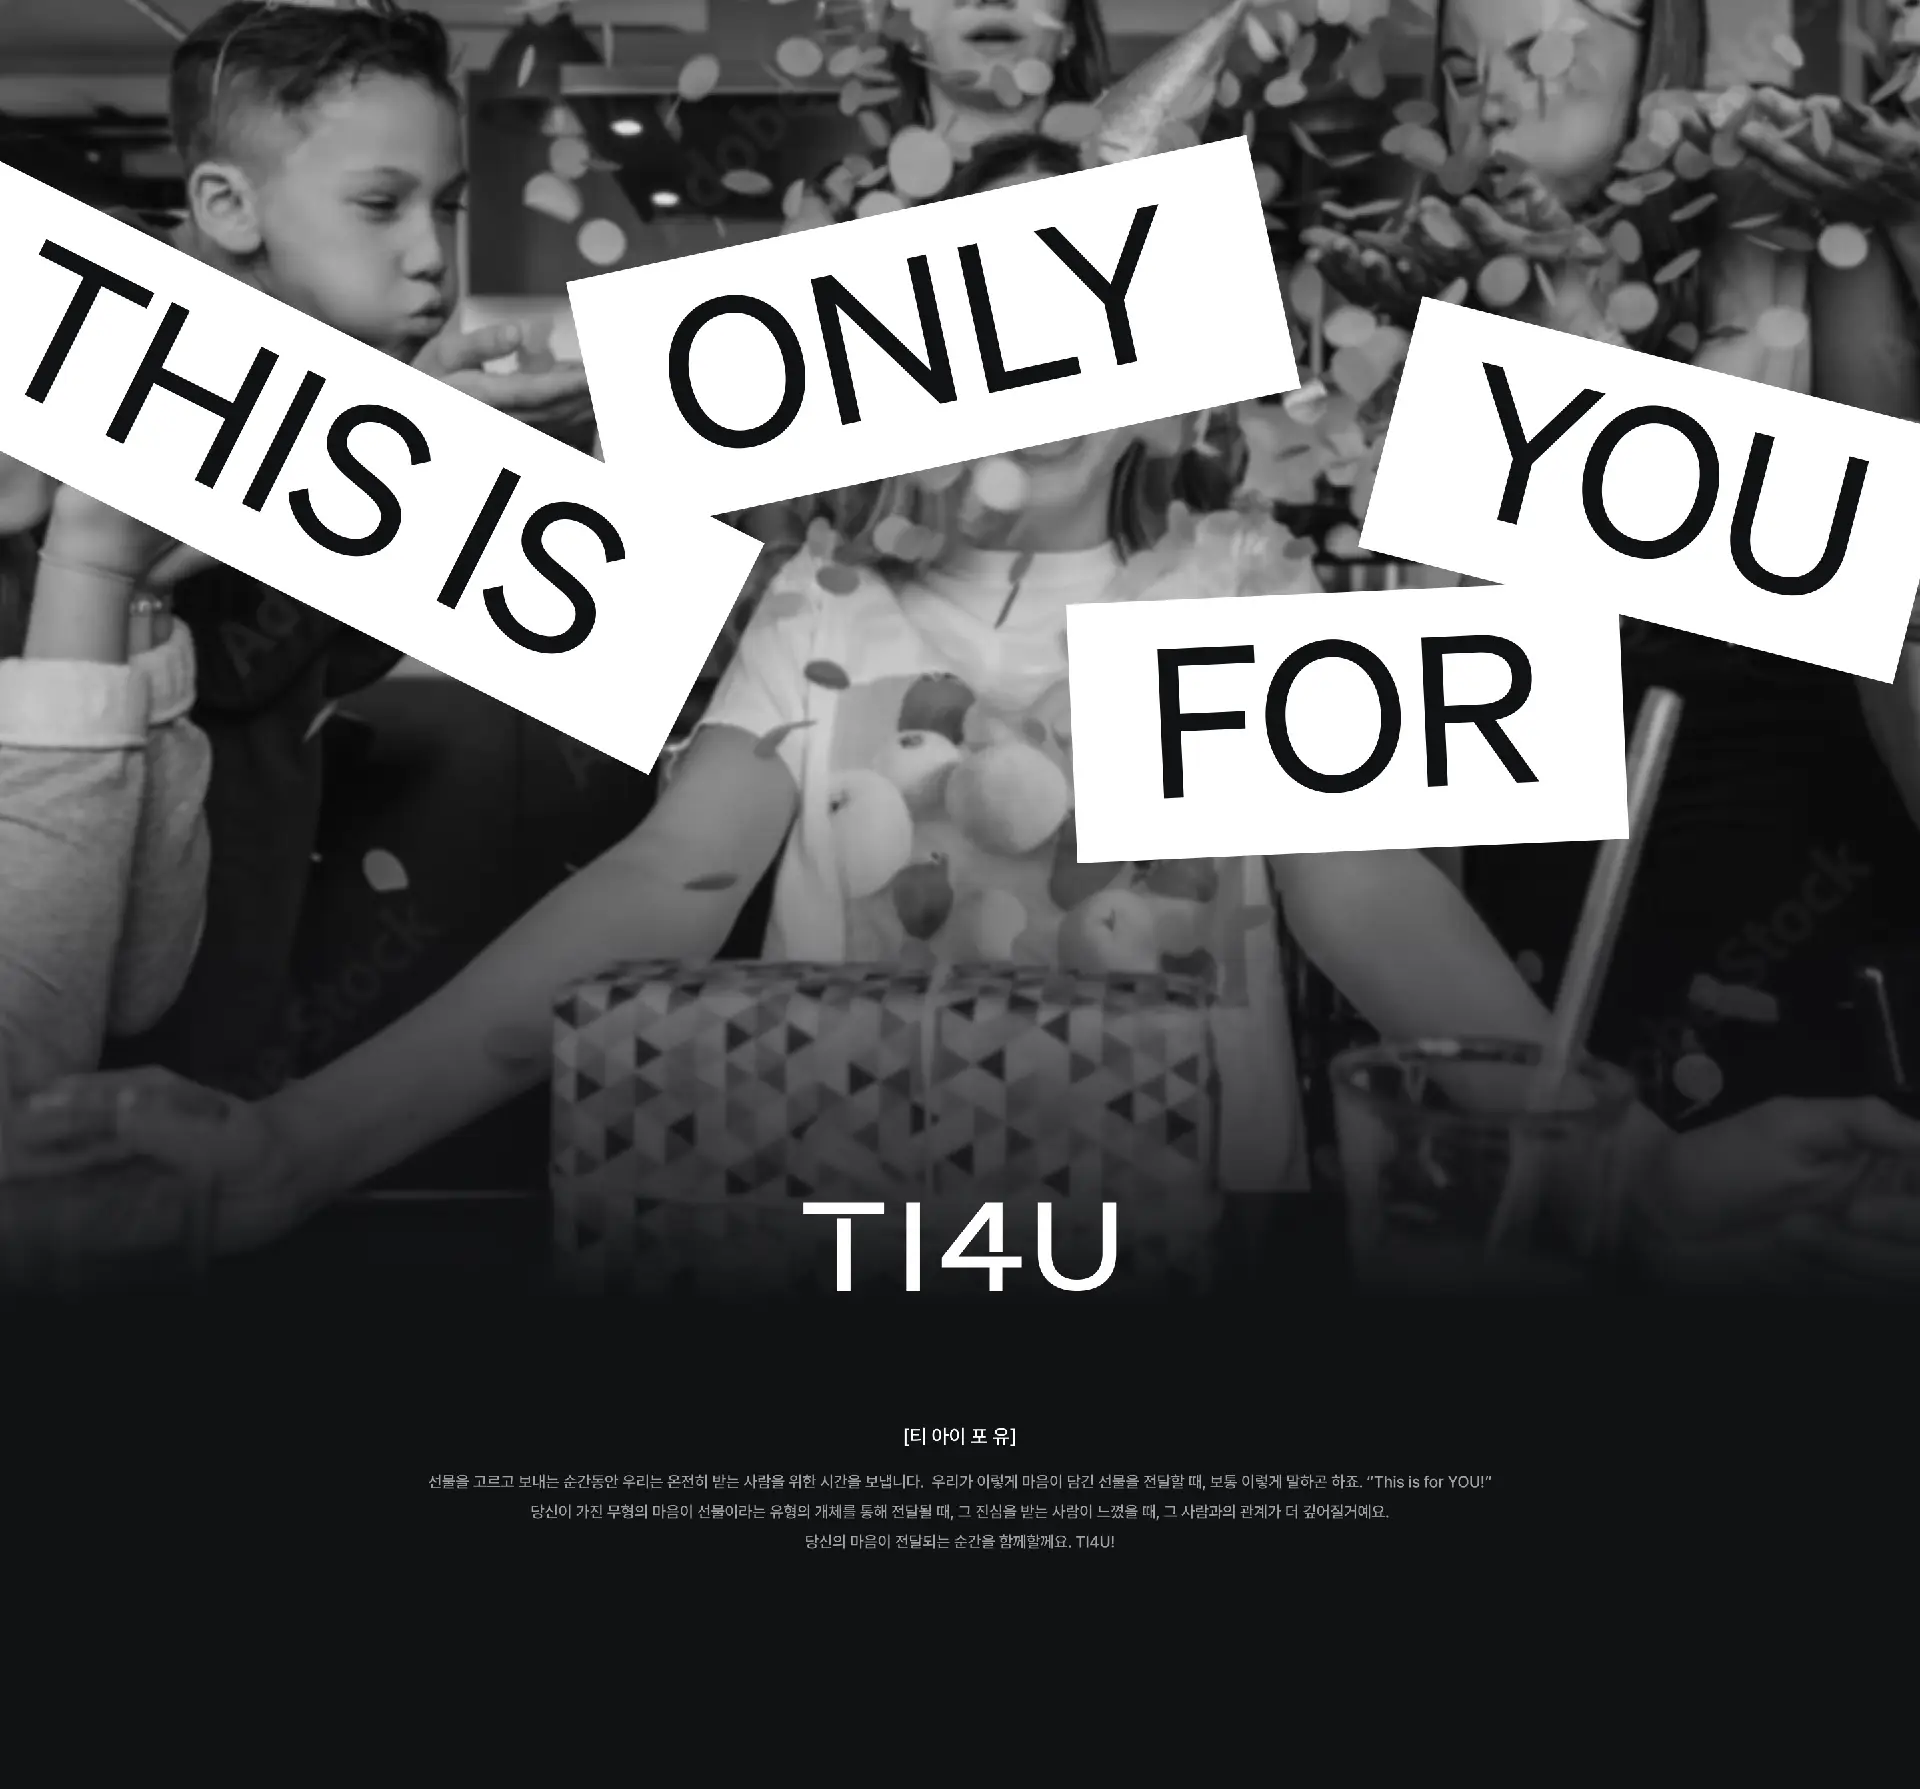 THIS IS
ONLY
FOR
YOU
TI4U
[티 아이 포 유]
선물을 고르고 보내는 순간동안 우리는 온전히 받는 사람을 위한 시간을 보냅니다. 우리가 이렇게 마음이 담긴 선물을 전달할 때, 보통 이렇게 말하곤 하죠. “This is for YOU!”
당신이 가진 무형의 마음이 선물이라는 유형의 개체를 통해 전달될 때, 그 진심을 받는 사람이 느꼈을 때, 그 사람과의 관계가 더 깊어질거예요.
당신의 마음이 전달되는 순간을 함께할께요. TI4U!